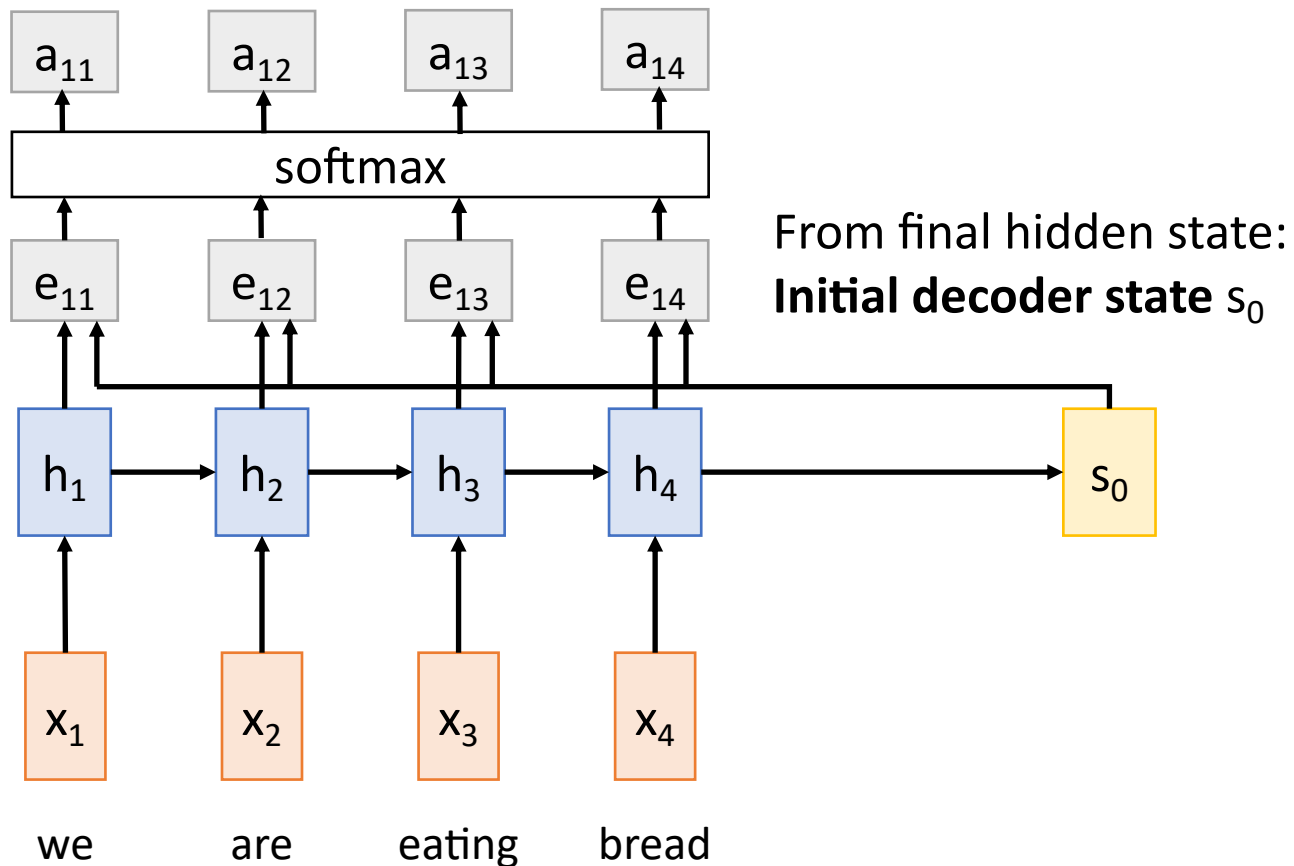 a₁₁ a₁₂ a₁₃ a₁₄
softmax
e₁₁ e₁₂ e₁₃ e₁₄
From final hidden state:
Initial decoder state s₀
h₁ h₂ h₃ h₄ s₀
x₁ x₂ x₃ x₄
we are eating bread